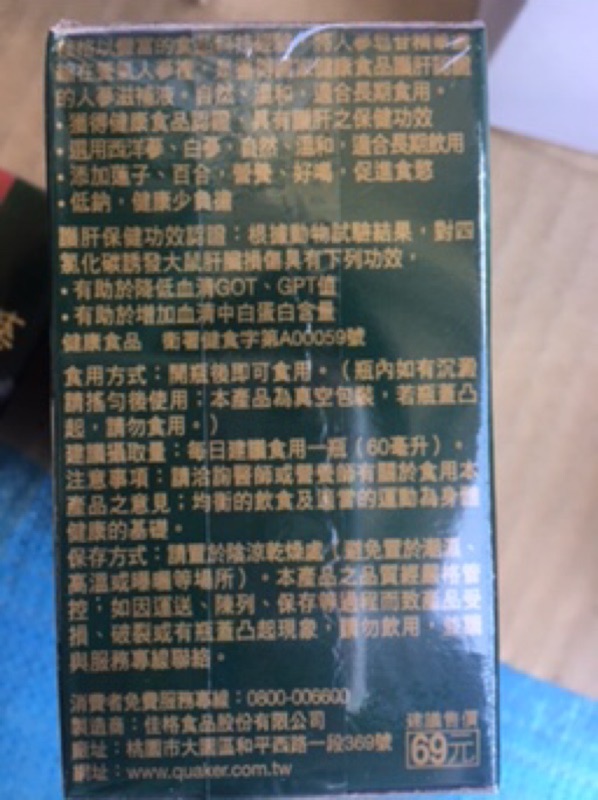 佳格以豐富的食
的人參滋補液，自然、溫和，適合長期食用。
•獲得健康食品認證，具有護肝之保健功效
•選用西洋蔘、白蔘，自然、溫和，適合長期飲用
•添加蓮子、百合，營養、好喝，促進食慾
•低鈉，健康少負擔
護肝保健功效認證：根據動物試驗結果，對四
氯化碳誘發大鼠肝臟損傷具有下列功效，
•有助於降低血清GOT、GPT值
•有助於增加血清中白蛋白含量
健康食品 衛署健食字第A00059號
食用方式：開瓶後即可食用。（瓶內如有沉澱
請搖勻後使用；本產品為真空包裝，若瓶蓋凸
起，請勿食用。）
建議攝取量：每日建議食用一瓶（60毫升）。
注意事項：請洽詢醫師或營養師有關於食用本
產品之意見；均衡的飲食及適當的運動為身體
健康的基礎。
保存方式：請置於陰涼乾燥處（避免置於潮濕、
高溫或曝曬等場所）。本產品之品質經嚴格管
控；如因運送、陳列、保存等過程而致產品受
損、破裂或有瓶蓋凸起現象，請勿飲用，並請
與服務專線聯絡。
消費者免費服務專線：0800-006600
製造商：佳格食品股份有限公司
廠址：桃園市大園區和平西路一段369號
網址：www.quaker.com.tw
建議售價
69元